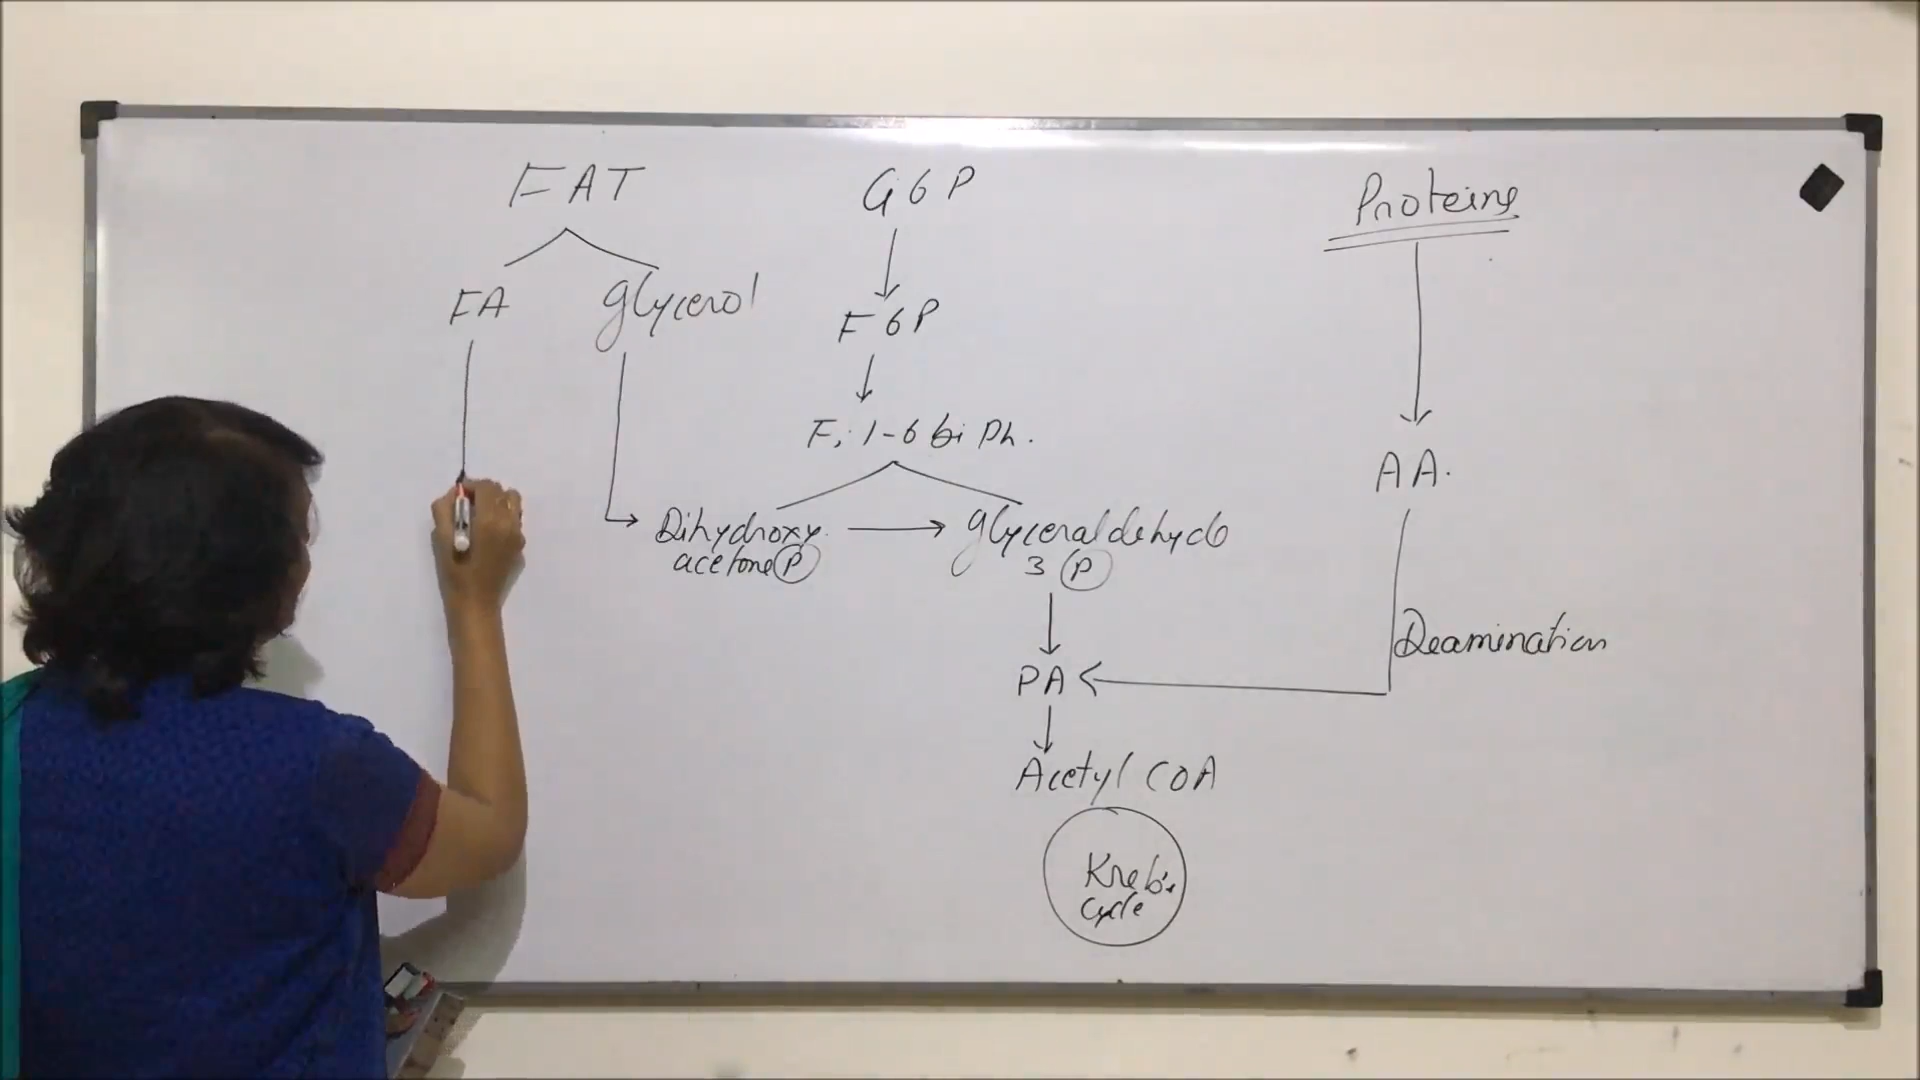 FAT
G6P
Proteins
FA
glycerol
F6P
F, 1-6 bi Ph.
AA.
Dihydroxy
acetone P
glyceraldehyde
3 P
Deamination
PA
Acetyl COA
Kreb's
Cycle